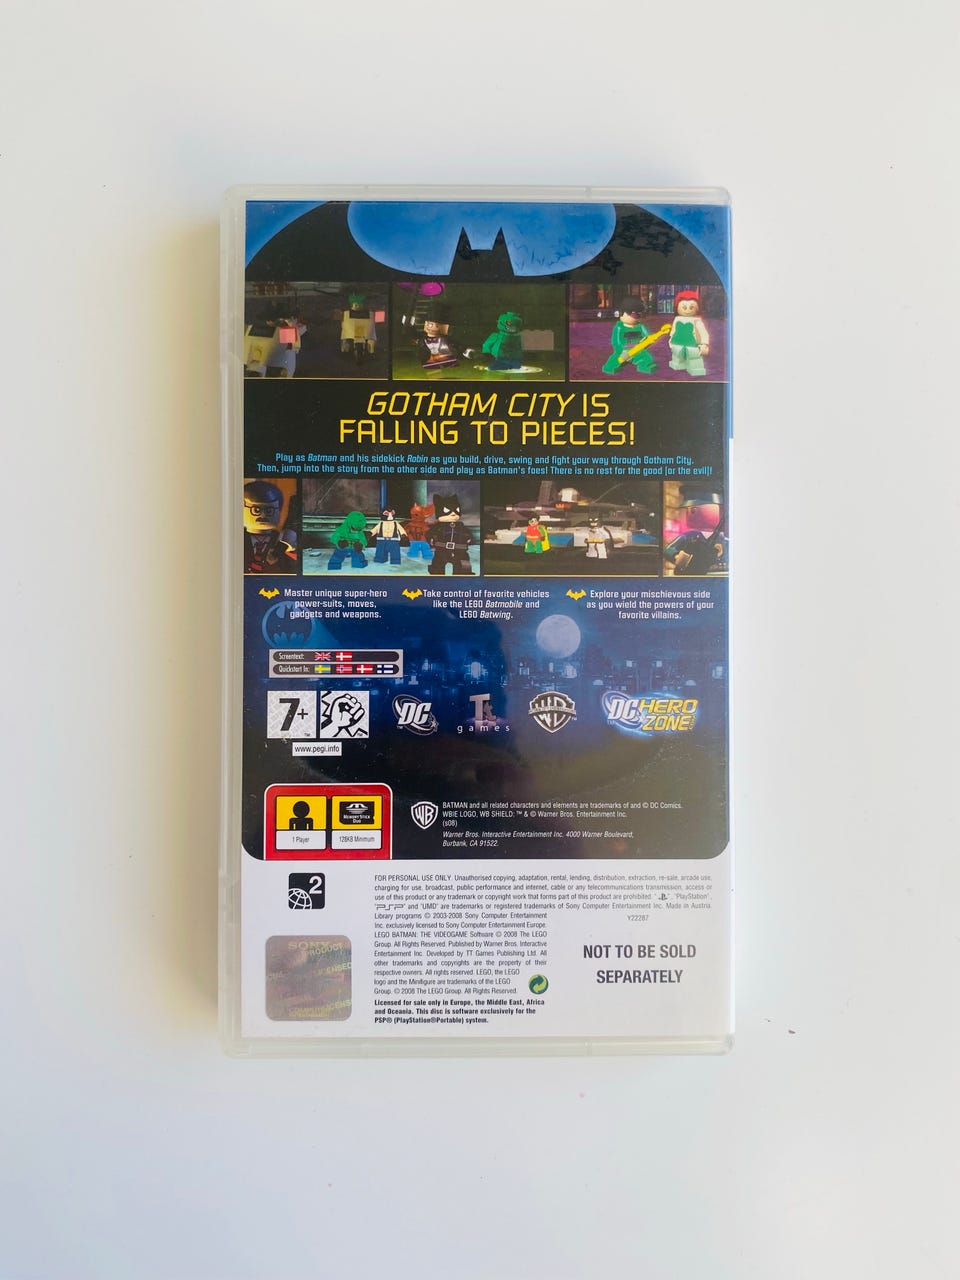 GOTHAM CITY IS
FALLING TO PIECES!
Play as Batman and his sidekick Robin as you build, drive, swing and fight your way through Gotham City.
Then, jump into the story from the other side and play as Batman's foes! There is no rest for the good [or the evil]!
Master unique super-hero
power-suits, moves,
gadgets and weapons.
Take control of favorite vehicles
like the LEGO Batmobile and
LEGO Batwing.
Explore your mischievous side
as you wield the powers of your
favorite villains.
Screentext:
Quickstart In:
7+
www.pegi.info
DC
games
WB
DC HERO
ZONE
1 Player
MEMORY STICK
DUO
128KB Minimum
WB
BATMAN and all related characters and elements are trademarks of and © DC Comics.
WBIE LOGO, WB SHIELD: ™ & © Warner Bros. Entertainment Inc.
(s08)
Warner Bros. Interactive Entertainment Inc. 4000 Warner Boulevard,
Burbank, CA 91522.
2
FOR PERSONAL USE ONLY. Unauthorised copying, adaptation, rental, lending, distribution, extraction, re-sale, arcade use,
charging for use, broadcast, public performance and internet, cable or any telecommunications transmission, access or
use of this product or any trademark or copyright work that forms part of this product are prohibited. " ", "PlayStation",
"PSP" and "UMD" are trademarks or registered trademarks of Sony Computer Entertainment Inc. Made in Austria.
Library programs © 2003-2008 Sony Computer Entertainment
Inc. exclusively licensed to Sony Computer Entertainment Europe.
LEGO BATMAN: THE VIDEOGAME Software © 2008 The LEGO
Group. All Rights Reserved. Published by Warner Bros. Interactive
Entertainment Inc. Developed by TT Games Publishing Ltd. All
other trademarks and copyrights are the property of their
respective owners. All rights reserved. LEGO, the LEGO
logo and the Minifigure are trademarks of the LEGO
Group. © 2008 The LEGO Group. All Rights Reserved.
Licensed for sale only in Europe, the Middle East, Africa
and Oceania. This disc is software exclusively for the
PSP® (PlayStation®Portable) system.
Y22287
NOT TO BE SOLD
SEPARATELY
SONY
PRODUCT
LICENSED